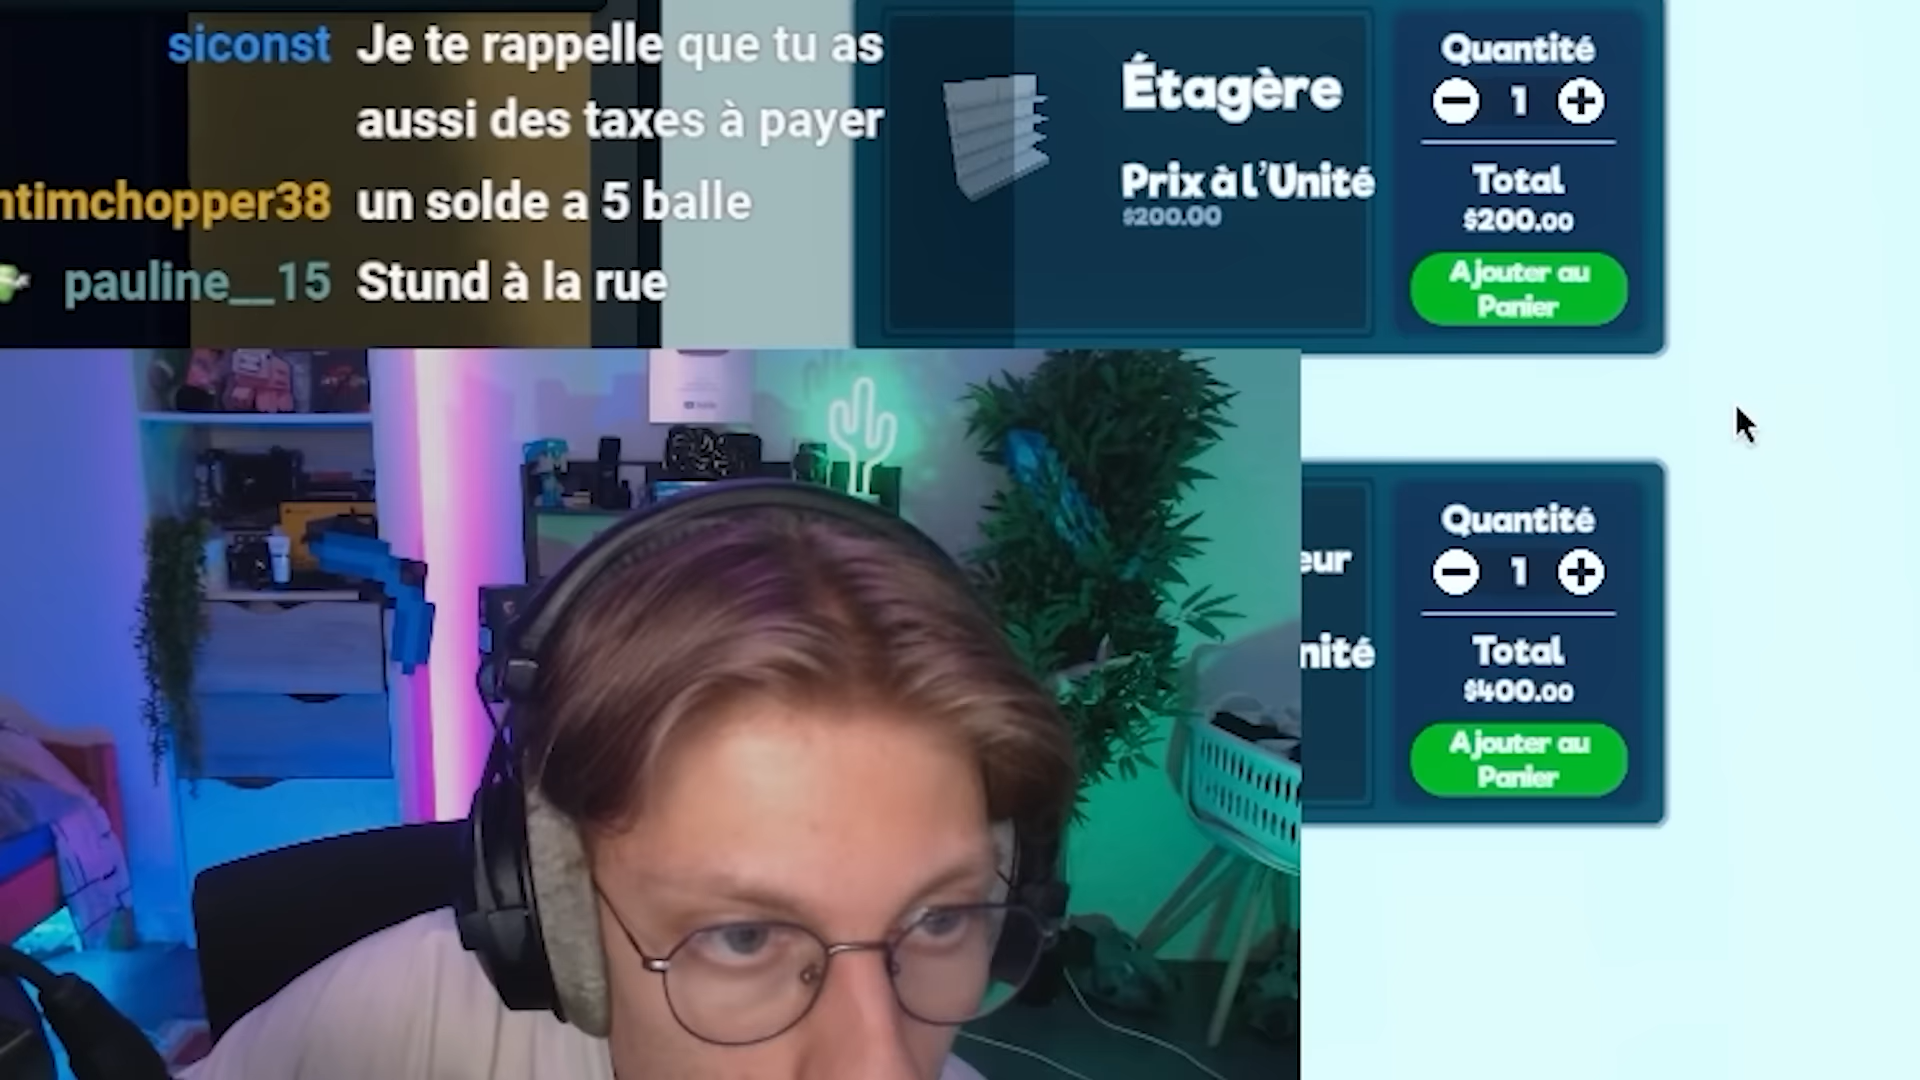 siconst Je te rappelle que tu as
aussi des taxes à payer
ntimchopper38 un solde a 5 balle
pauline__15 Stund à la rue
Étagère
Prix à l'Unité
$200.00
Quantité
1
Total
$200.00
Ajouter au
Panier
eur
nité
Quantité
1
Total
$400.00
Ajouter au
Panier